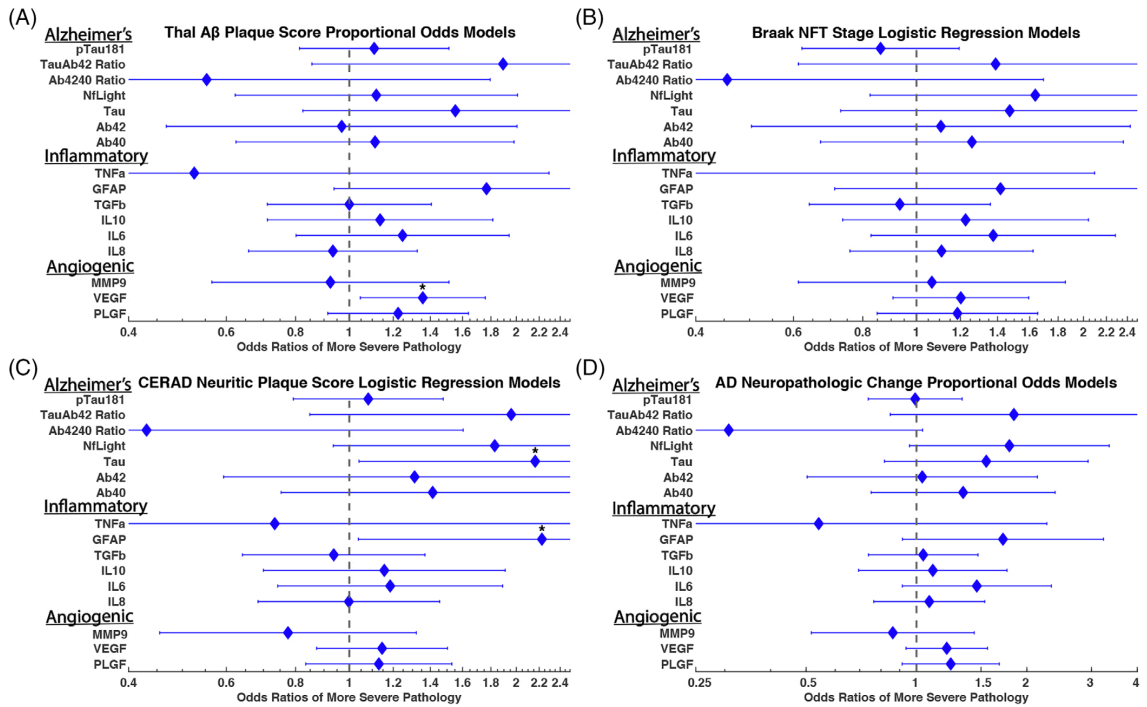 (A)
Thal Aβ Plaque Score Proportional Odds Models
Alzheimer's
pTau181
TauAb42 Ratio
Ab4240 Ratio
NfLight
Tau
Ab42
Ab40
Inflammatory
TNFa
GFAP
TGFb
IL10
IL6
IL8
Angiogenic
MMP9
*
VEGF
PLGF
0.4 0.6 0.8 1 1.2 1.4 1.6 1.8 2 2.2 2.4
Odds Ratios of More Severe Pathology
(B)
Braak NFT Stage Logistic Regression Models
Alzheimer's
pTau181
TauAb42 Ratio
Ab4240 Ratio
NfLight
Tau
Ab42
Ab40
Inflammatory
TNFa
GFAP
TGFb
IL10
IL6
IL8
Angiogenic
MMP9
VEGF
PLGF
0.4 0.6 0.8 1 1.2 1.4 1.6 1.8 2 2.2 2.4
Odds Ratios of More Severe Pathology
(C)
CERAD Neuritic Plaque Score Logistic Regression Models
Alzheimer's
pTau181
TauAb42 Ratio
Ab4240 Ratio
NfLight
*
Tau
Ab42
Ab40
Inflammatory
TNFa
*
GFAP
TGFb
IL10
IL6
IL8
Angiogenic
MMP9
VEGF
PLGF
0.4 0.6 0.8 1 1.2 1.4 1.6 1.8 2 2.2 2.4
Odds Ratios of More Severe Pathology
(D)
AD Neuropathologic Change Proportional Odds Models
Alzheimer's
pTau181
TauAb42 Ratio
Ab4240 Ratio
NfLight
Tau
Ab42
Ab40
Inflammatory
TNFa
GFAP
TGFb
IL10
IL6
IL8
Angiogenic
MMP9
VEGF
PLGF
0.25 0.5 1 1.5 2 3 4
Odds Ratios of More Severe Pathology